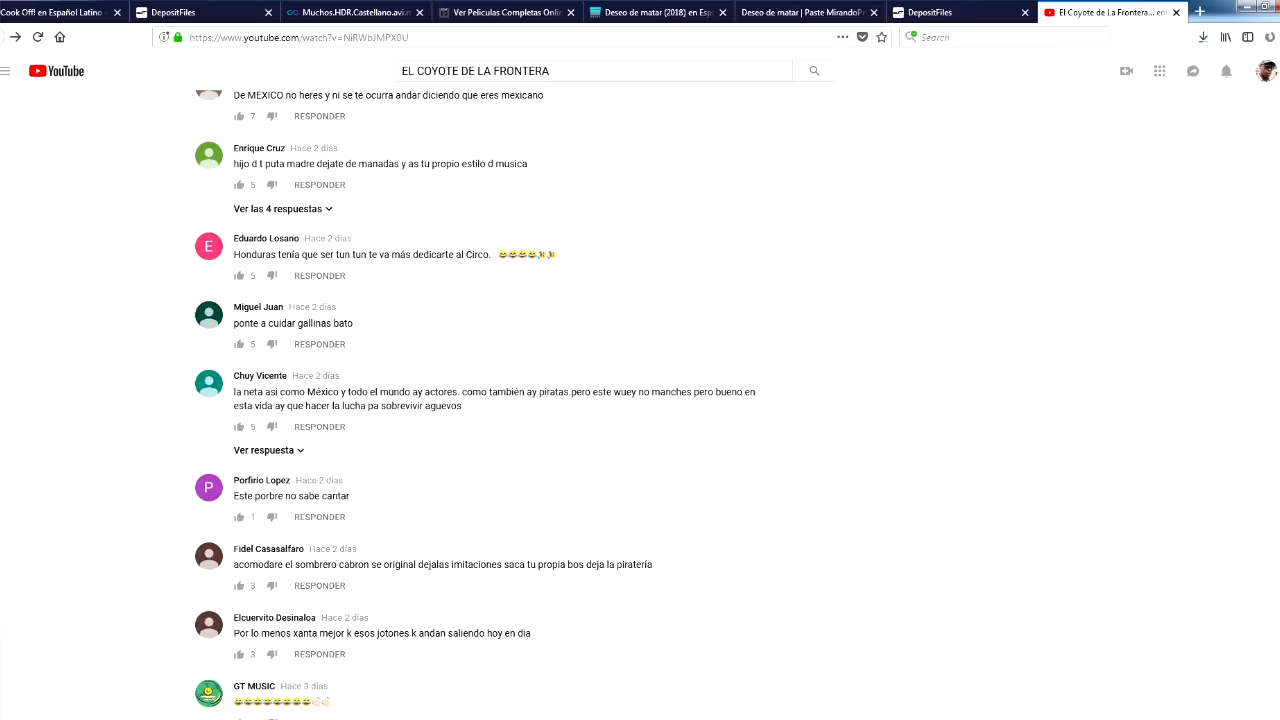 Cook Off! en Español Latino -
DepositFiles
Muchos.HDR.Castellano.avi.m
Ver Peliculas Completas Onlin
Deseo de matar (2018) en Esp
Deseo de matar | Paste MirandoPe
DepositFiles
El Coyote de La Frontera... en
https://www.youtube.com/watch?v=NiRWbJMPX0U
Search
YouTube
EL COYOTE DE LA FRONTERA
De MEXICO no heres y ni se te ocurra andar diciendo que eres mexicano
7 RESPONDER
Enrique Cruz Hace 2 días
hijo d t puta madre dejate de manadas y as tu propio estilo d musica
5 RESPONDER
Ver las 4 respuestas
E
Eduardo Losano Hace 2 días
Honduras tenía que ser tun tun te va más dedicarte al Circo. 😂😂😂😂
5 RESPONDER
Miguel Juan Hace 2 días
ponte a cuidar gallinas bato
5 RESPONDER
Chuy Vicente Hace 2 días
la neta asi como México y todo el mundo ay actores. como también ay piratas.pero este wuey no manches pero bueno en
esta vida ay que hacer la lucha pa sobrevivir aguevos
5 RESPONDER
Ver respuesta
P
Porfirio Lopez Hace 2 días
Este porbre no sabe cantar
1 RESPONDER
Fidel Casasalfaro Hace 2 días
acomodare el sombrero cabron se original dejalas imitaciones saca tu propia bos deja la piratería
3 RESPONDER
Elcuervito Desinaloa Hace 2 días
Por lo menos xanta mejor k esos jotones k andan saliendo hoy en dia
3 RESPONDER
GT MUSIC Hace 3 días